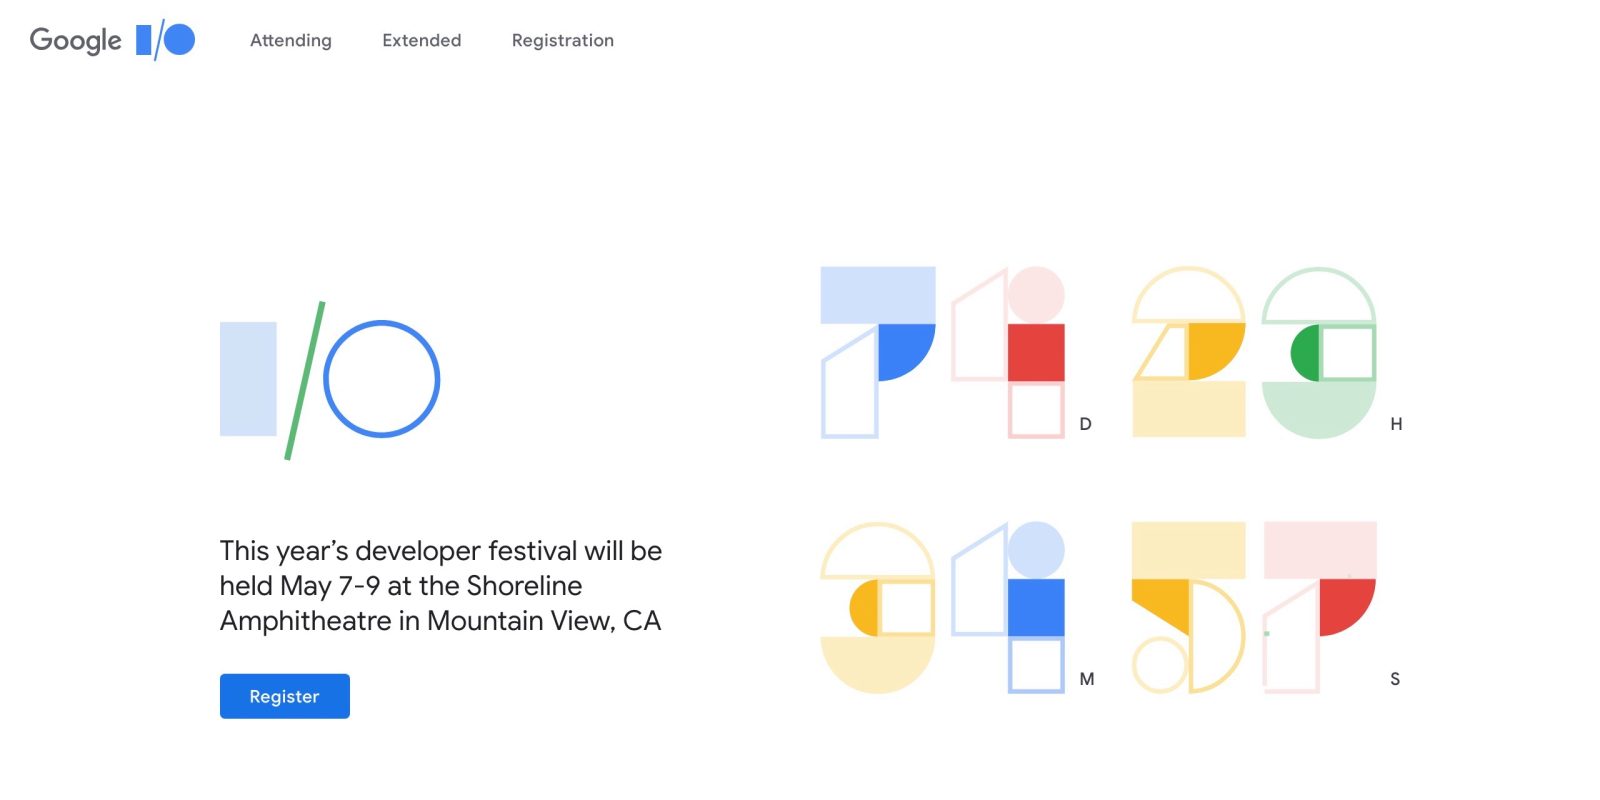 Google I/O
Attending
Extended
Registration
I/O
This year's developer festival will be
held May 7-9 at the Shoreline
Amphitheatre in Mountain View, CA
Register
74 D
23 H
34 M
57 S